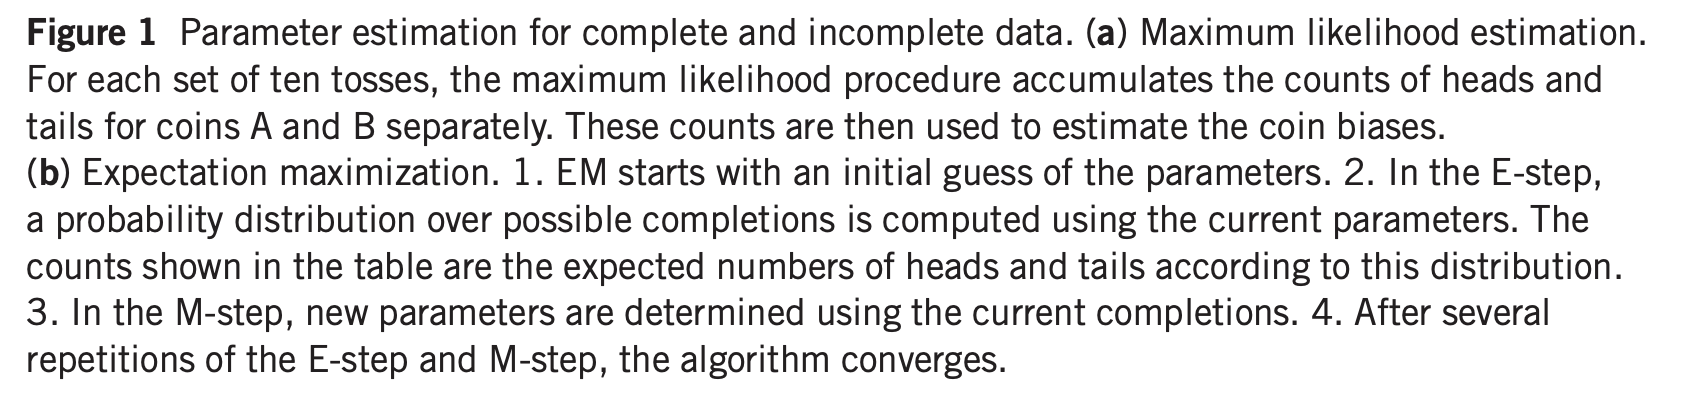 Figure 1 Parameter estimation for complete and incomplete data. (a) Maximum likelihood estimation.
For each set of ten tosses, the maximum likelihood procedure accumulates the counts of heads and
tails for coins A and B separately. These counts are then used to estimate the coin biases.
(b) Expectation maximization. 1. EM starts with an initial guess of the parameters. 2. In the E-step,
a probability distribution over possible completions is computed using the current parameters. The
counts shown in the table are the expected numbers of heads and tails according to this distribution.
3. In the M-step, new parameters are determined using the current completions. 4. After several
repetitions of the E-step and M-step, the algorithm converges.